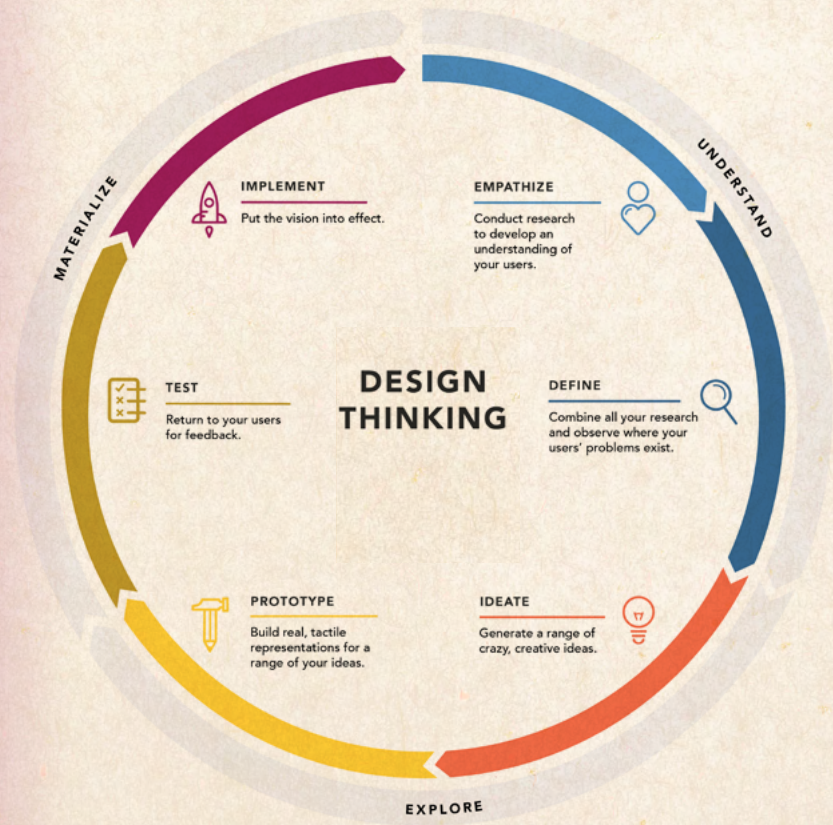 UNDERSTAND
EMPATHIZE
Conduct research
to develop an
understanding of
your users.
DEFINE
Combine all your research
and observe where your
users' problems exist.
IDEATE
Generate a range of
crazy, creative ideas.
EXPLORE
PROTOTYPE
Build real, tactile
representations for a
range of your ideas.
MATERIALIZE
TEST
Return to your users
for feedback.
IMPLEMENT
Put the vision into effect.
DESIGN
THINKING